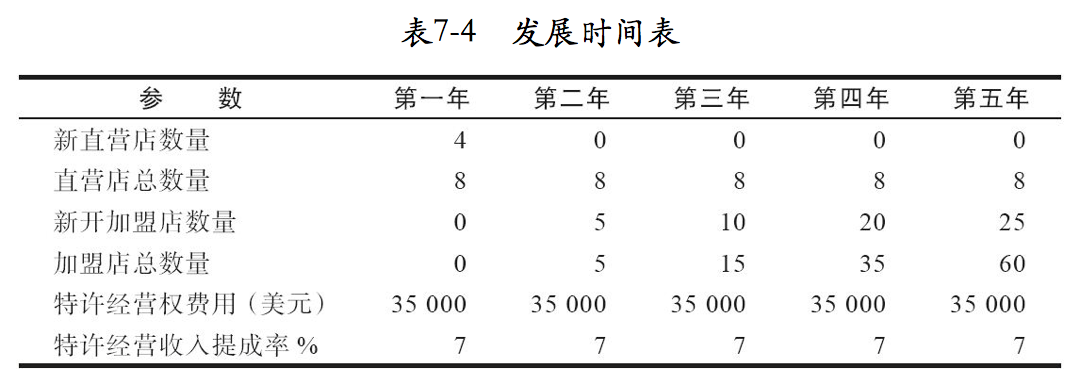 表7-4 发展时间表
参 数 第一年 第二年 第三年 第四年 第五年
新直营店数量 4 0 0 0 0
直营店总数量 8 8 8 8 8
新开加盟店数量 0 5 10 20 25
加盟店总数量 0 5 15 35 60
特许经营权费用（美元） 35 000 35 000 35 000 35 000 35 000
特许经营收入提成率% 7 7 7 7 7